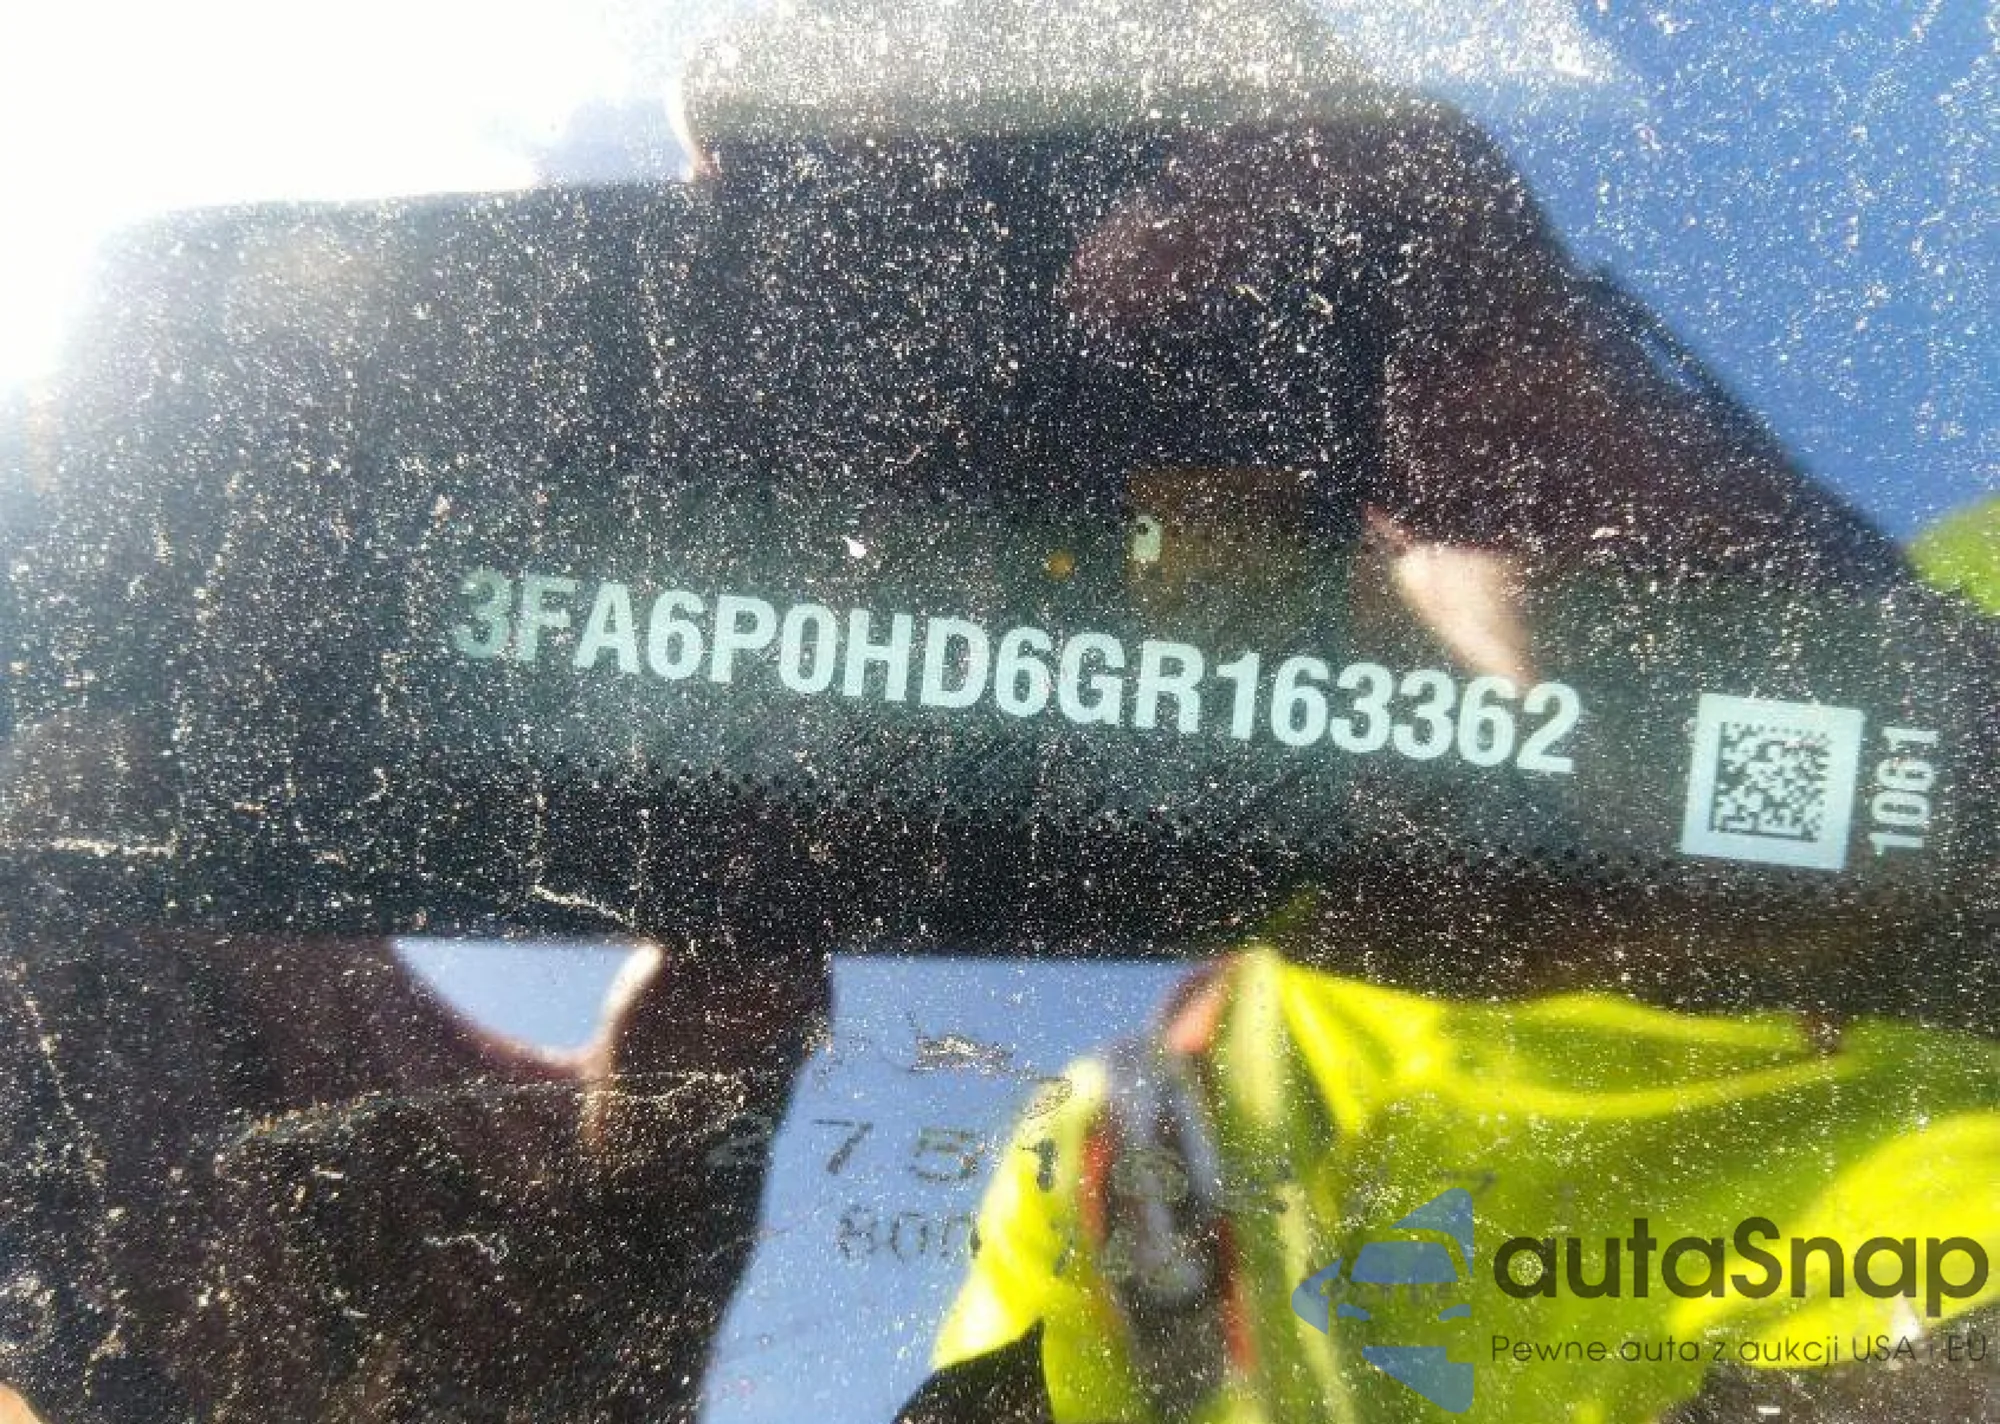 3FA6P0HD6GR163362
1061
autaSnap
Pewne auta z aukcji USA i EU